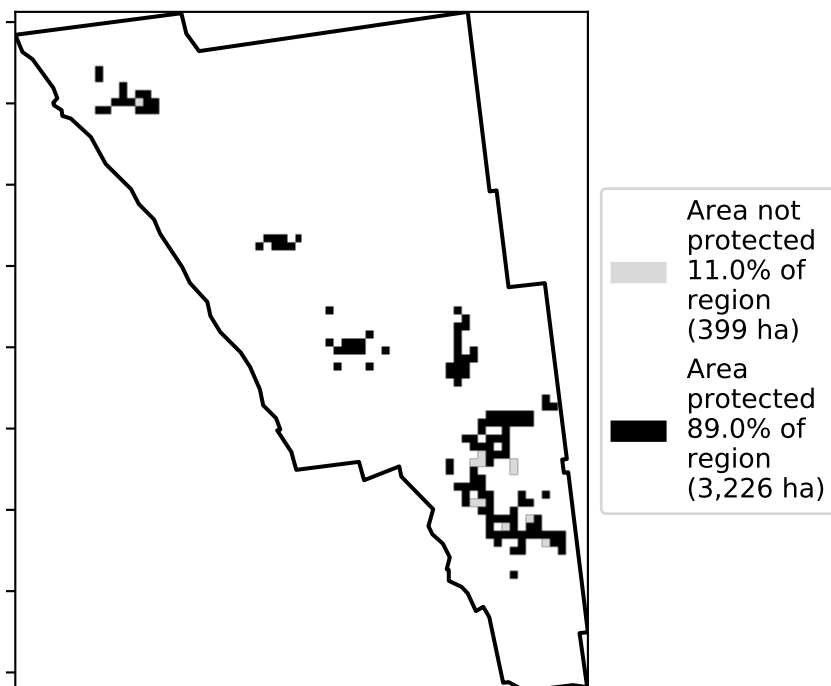 Area not
protected
11.0% of
region
(399 ha)
Area
protected
89.0% of
region
(3,226 ha)